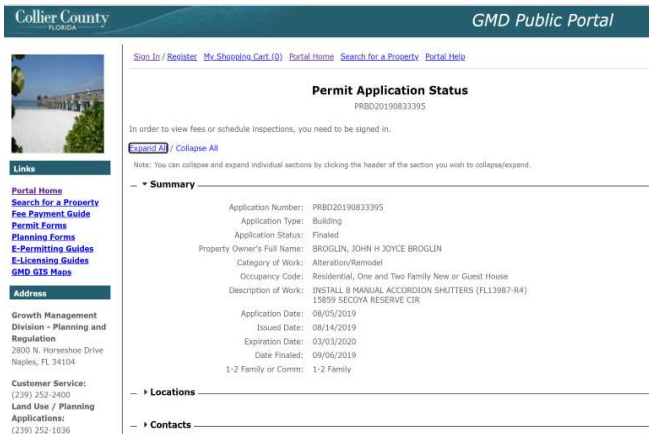 Collier County
FLORIDA
GMD Public Portal
Sign In / Register My Shopping Cart (0) Portal Home Search for a Property Portal Help
Permit Application Status
PRBD20190833395
In order to view fees or schedule inspections, you need to be signed in.
Expand All / Collapse All
Note: You can collapse and expand individual sections by clicking the header of the section you wish to collapse/expand.
Summary
Application Number: PRBD20190833395
Application Type: Building
Application Status: Finaled
Property Owner's Full Name: BROGLIN, JOHN H JOYCE BROGLIN
Category of Work: Alteration/Remodel
Occupancy Code: Residential, One and Two Family New or Guest House
Description of Work: INSTALL 8 MANUAL ACCORDION SHUTTERS (FL13987-R4)
15859 SECOYA RESERVE CIR
Application Date: 08/05/2019
Issued Date: 08/14/2019
Expiration Date: 03/03/2020
Date Finaled: 09/06/2019
1-2 Family or Comm: 1-2 Family
Locations
Contacts
Links
Portal Home
Search for a Property
Fee Payment Guide
Permit Forms
Planning Forms
E-Permitting Guides
E-Licensing Guides
GMD GIS Maps
Address
Growth Management
Division - Planning and
Regulation
2800 N. Horseshoe Drive
Naples, FL 34104
Customer Service:
(239) 252-2400
Land Use / Planning
Applications:
(239) 252-1036